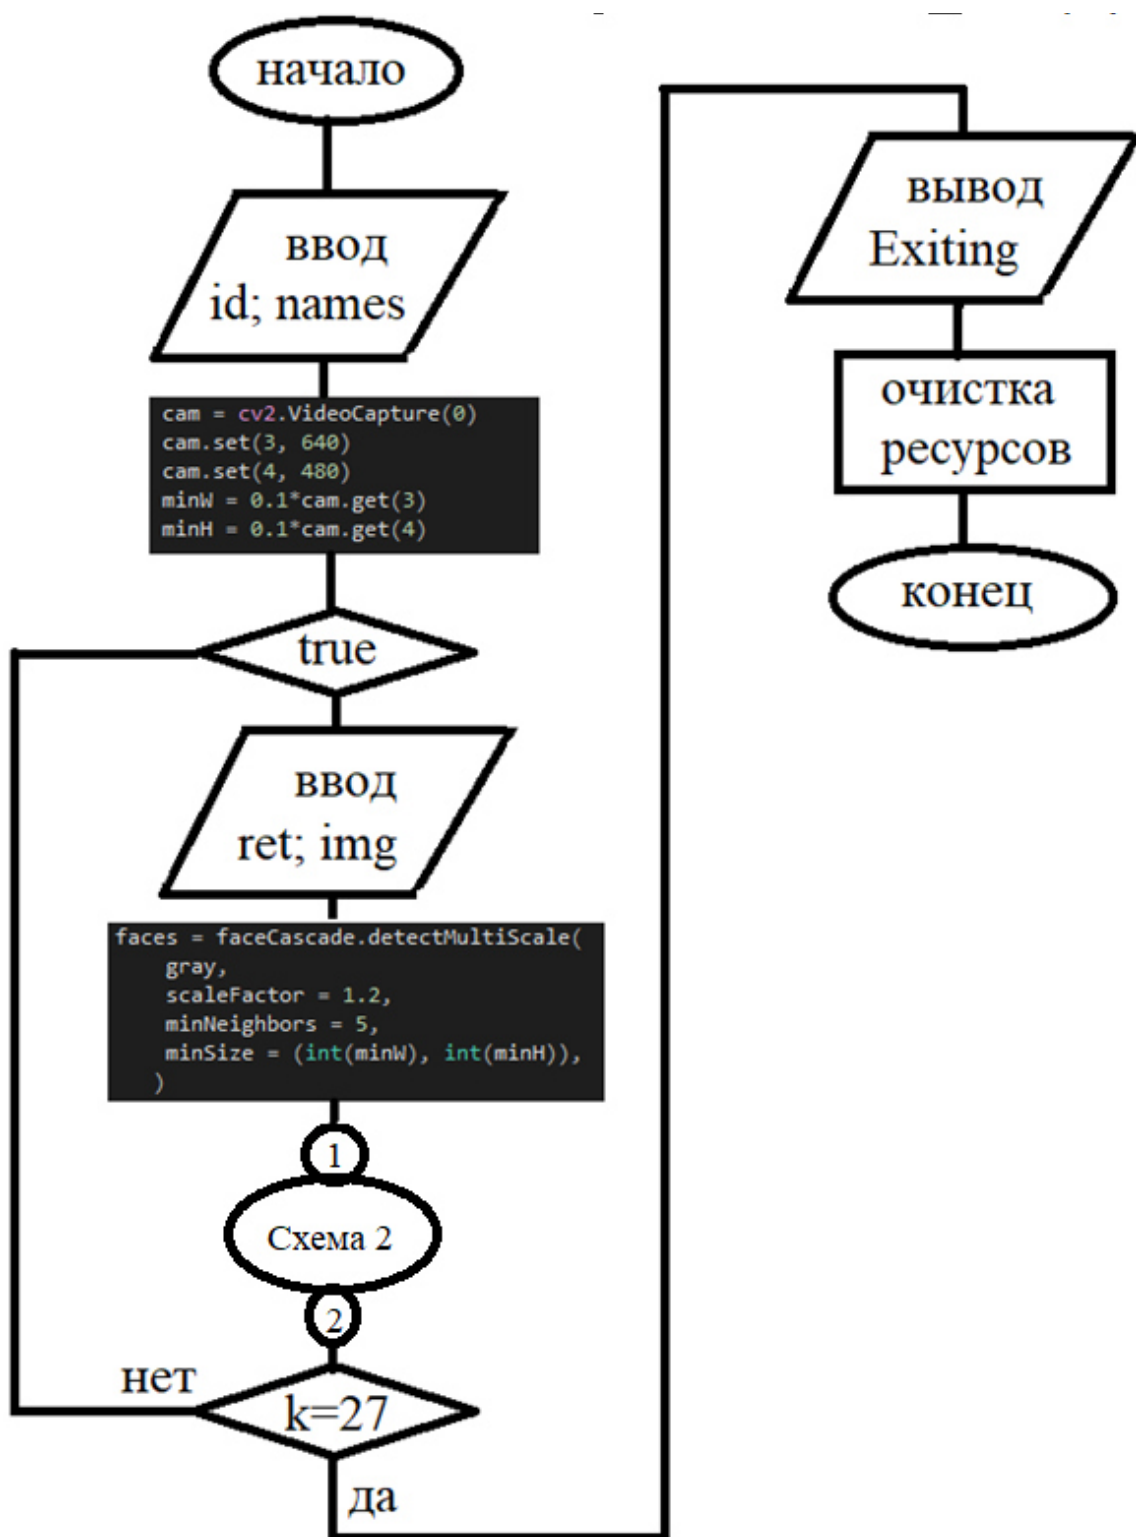 начало
ввод
id; names
cam = cv2.VideoCapture(0)
cam.set(3, 640)
cam.set(4, 480)
minW = 0.1*cam.get(3)
minH = 0.1*cam.get(4)
true
ввод
ret; img
faces = faceCascade.detectMultiScale(
gray,
scaleFactor = 1.2,
minNeighbors = 5,
minSize = (int(minW), int(minH)),
)
1
Схема 2
2
нет
k=27
да
вывод
Exiting
очистка
ресурсов
конец